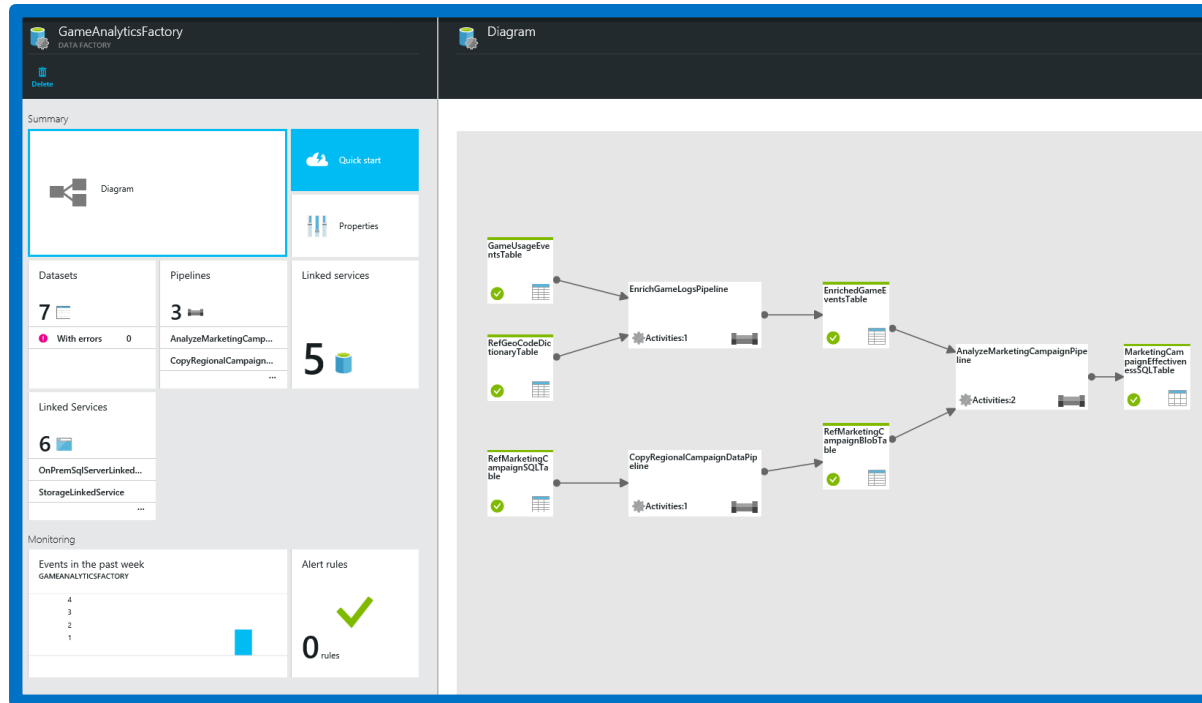 GameAnalyticsFactory
DATA FACTORY
Delete
Summary
Diagram
Quick start
Properties
Datasets
7
With errors 0
Pipelines
3
AnalyzeMarketingCamp...
CopyRegionalCampaign...
...
Linked services
5
Linked Services
6
OnPremSqlServerLinked...
StorageLinkedService
...
Monitoring
Events in the past week
GAMEANALYTICSFACTORY
4
3
2
1
Alert rules
0 rules
Diagram
GameUsageEve
ntsTable
RefGeoCodeDic
tionaryTable
RefMarketingC
ampaignSQLTa
ble
EnrichGameLogsPipeline
Activities:1
CopyRegionalCampaignDataPip
eline
Activities:1
EnrichedGameE
ventsTable
RefMarketingC
ampaignBlobTa
ble
AnalyzeMarketingCampaignPipe
line
Activities:2
MarketingCam
paignEffectiven
essSQLTable